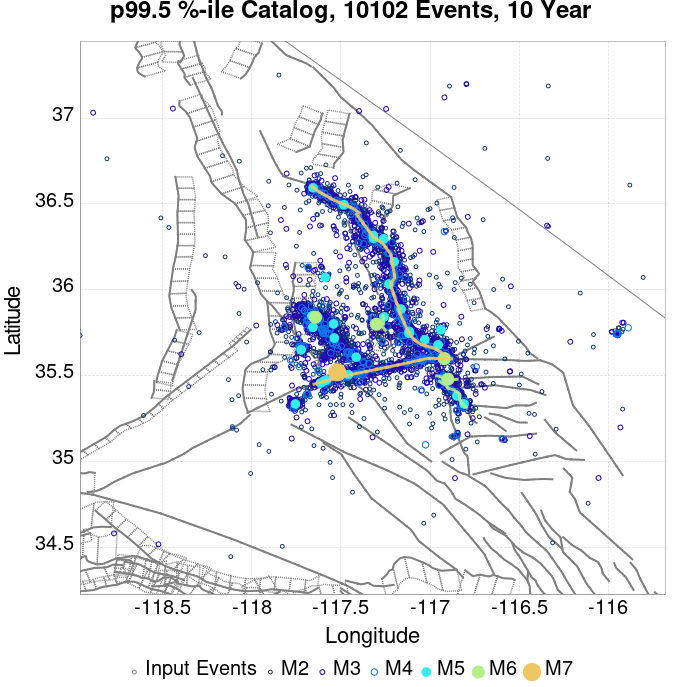 p99.5 %-ile Catalog, 10102 Events, 10 Year
37
36.5
36
35.5
35
34.5
Latitude
-118.5 -118 -117.5 -117 -116.5 -116
Longitude
Input Events M2 M3 M4 M5 M6 M7